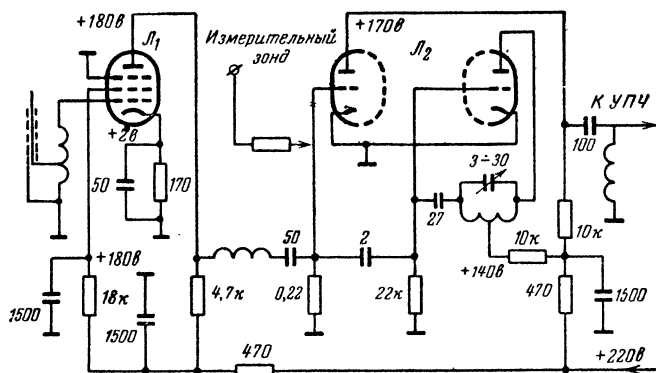 +180в
Л₁
Измерительный зонд
+170в
Л₂
К УПЧ
+2в
50
170
3÷30
100
27
50
2
10к
10к
+180в
+140в
1500
18к
1500
4,7к
0,22
22к
470
1500
470
+220в